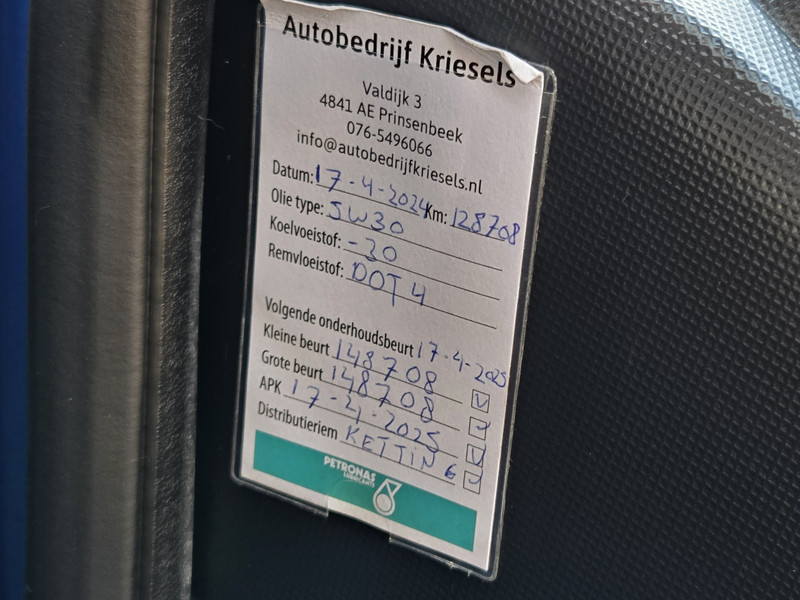 Autobedrijf Kriesels
Valdijk 3
4841 AE Prinsenbeek
076-5496066
info@autobedrijfkriesels.nl
Datum: 17-4-2024 Km: 128708
Olie type: 5W30
Koelvoeistof: -30
Remvloeistof: DOT 4
Volgende onderhoudsbeurt 17-4-2025
Kleine beurt 148708
Grote beurt 148708
APK 17-4-2025
Distributieriem KETTING
PETRONAS
LUBRICANTS